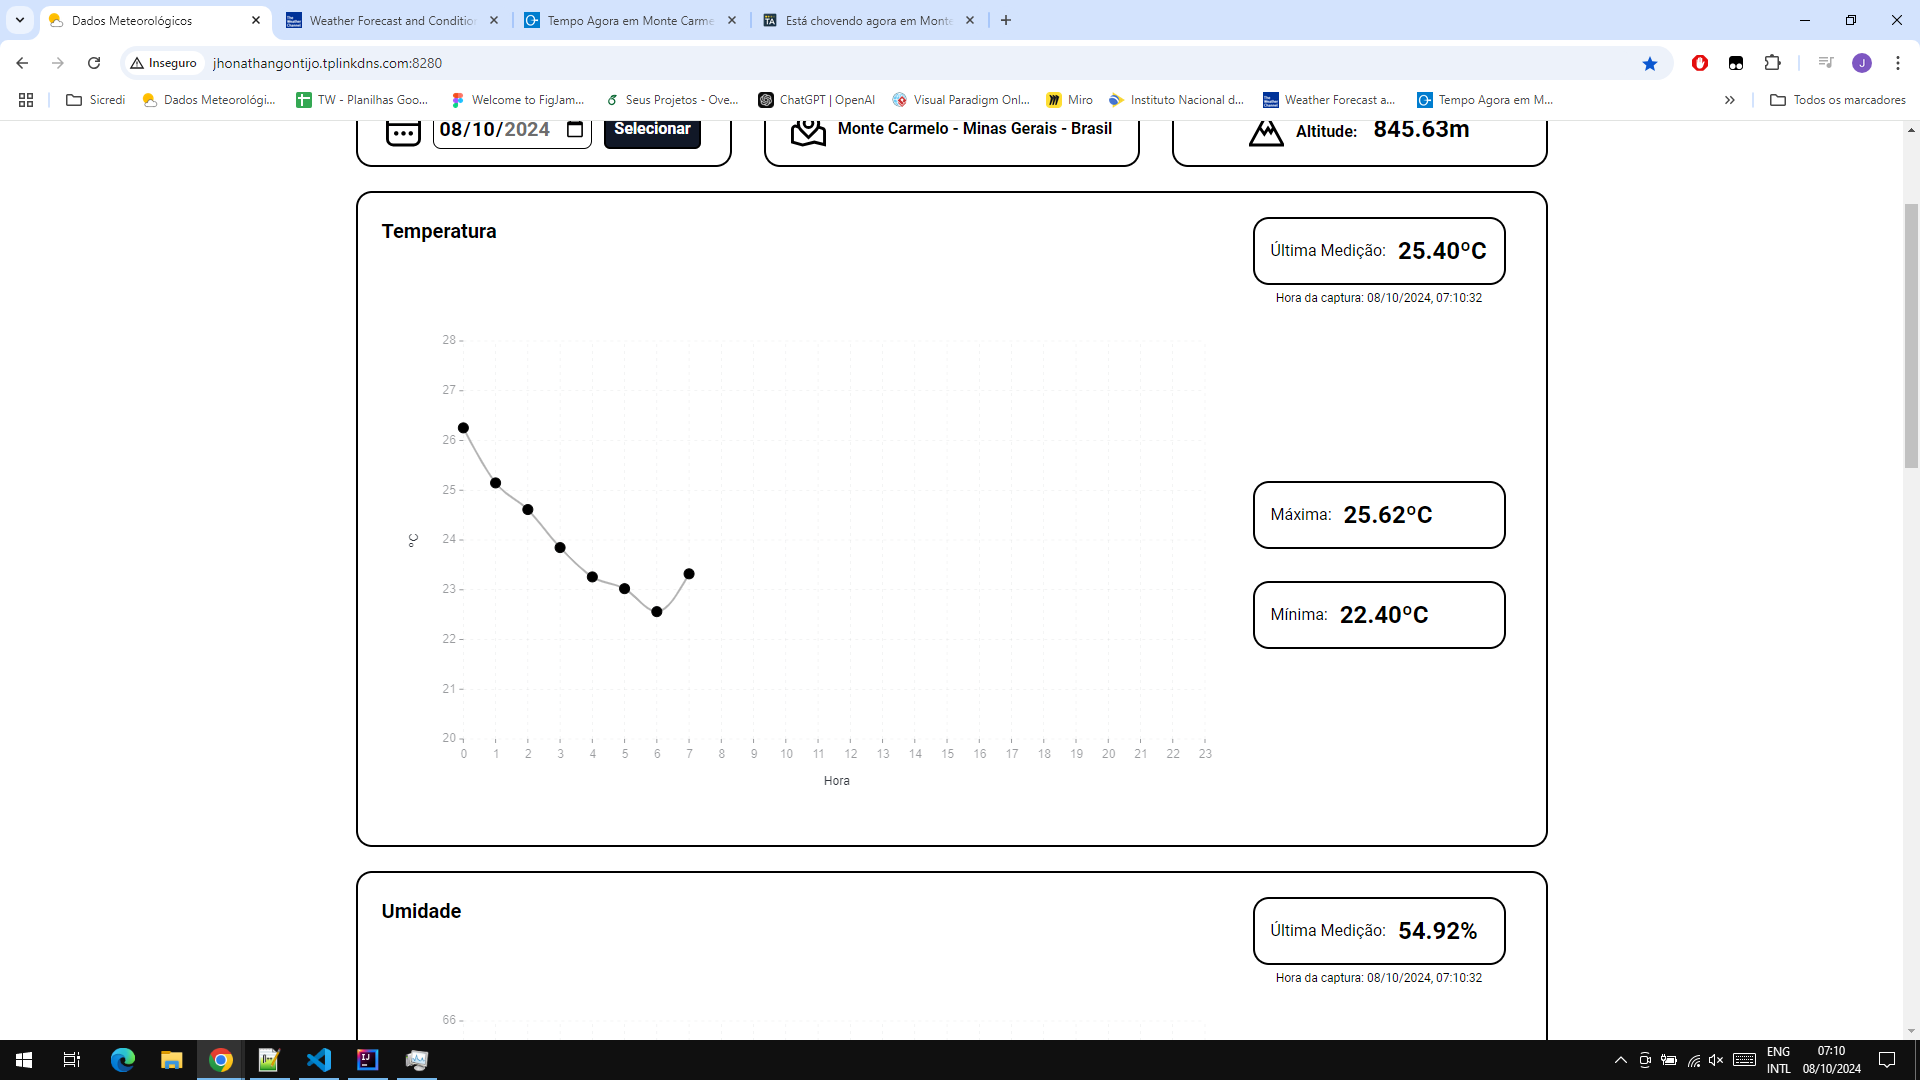 Dados Meteorológicos
Weather Forecast and Conditio
Tempo Agora em Monte Carme
Está chovendo agora em Monte
Inseguro
jhonathangontijo.tplinkdns.com:8280
J
Sicredi
Dados Meteorológi...
TW - Planilhas Goo...
Welcome to FigJam...
Seus Projetos - Ove...
ChatGPT | OpenAI
Visual Paradigm Onl...
Miro
Instituto Nacional d...
Weather Forecast a...
Tempo Agora em M...
Todos os marcadores
08/10/2024
Selecionar
Monte Carmelo - Minas Gerais - Brasil
Altitude: 845.63m
Temperatura
Última Medição: 25.40ºC
Hora da captura: 08/10/2024, 07:10:32
28
27
26
25
24
23
22
21
20
ºC
0 1 2 3 4 5 6 7 8 9 10 11 12 13 14 15 16 17 18 19 20 21 22 23
Hora
Máxima: 25.62ºC
Mínima: 22.40ºC
Umidade
Última Medição: 54.92%
Hora da captura: 08/10/2024, 07:10:32
66
ENG
INTL
07:10
08/10/2024